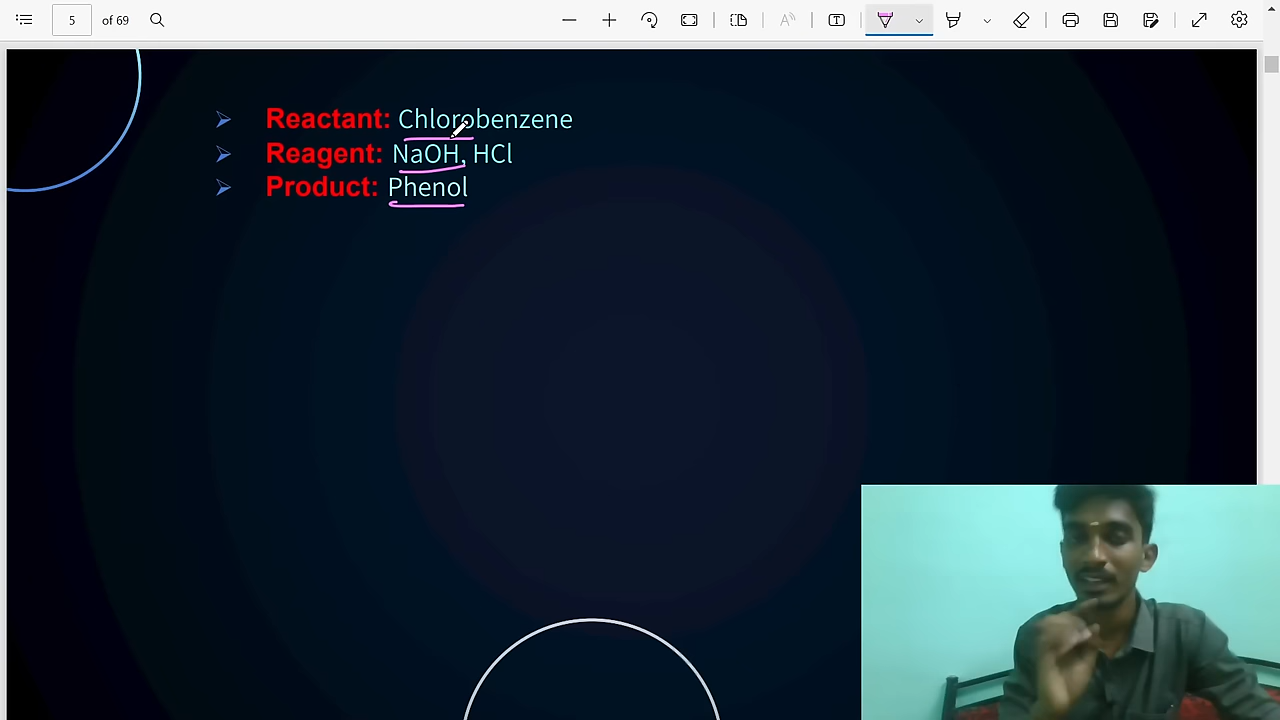 5 of 69
Reactant: Chlorobenzene
Reagent: NaOH, HCl
Product: Phenol